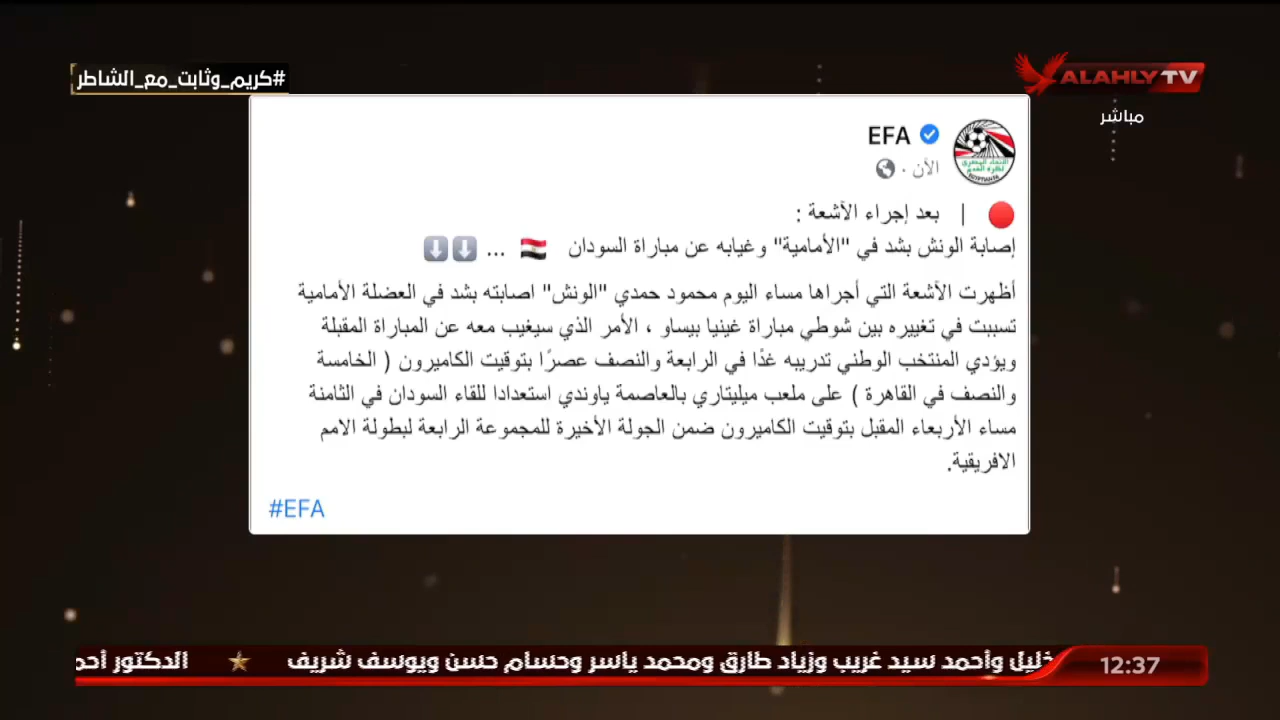 #كريم_وثابت_مع_الشاطر
ALAHLY TV
مباشر
EFA
الآن
بعد إجراء الأشعة :
إصابة الونش بشد في "الأمامية" وغيابه عن مباراة السودان ...
أظهرت الأشعة التي أجراها مساء اليوم محمود حمدي "الونش" اصابته بشد في العضلة الأمامية
تسببت في تغييره بين شوطي مباراة غينيا بيساو ، الأمر الذي سيغيب معه عن المباراة المقبلة
ويؤدي المنتخب الوطني تدريبه غدًا في الرابعة والنصف عصرًا بتوقيت الكاميرون ( الخامسة
والنصف في القاهرة ) على ملعب ميليتاري بالعاصمة ياوندي استعدادا للقاء السودان في الثامنة
مساء الأربعاء المقبل بتوقيت الكاميرون ضمن الجولة الأخيرة للمجموعة الرابعة لبطولة الامم
الافريقية.
#EFA
خليل وأحمد سيد غريب وزياد طارق ومحمد ياسر وحسام حسن ويوسف شريف ★ الدكتور
12:37